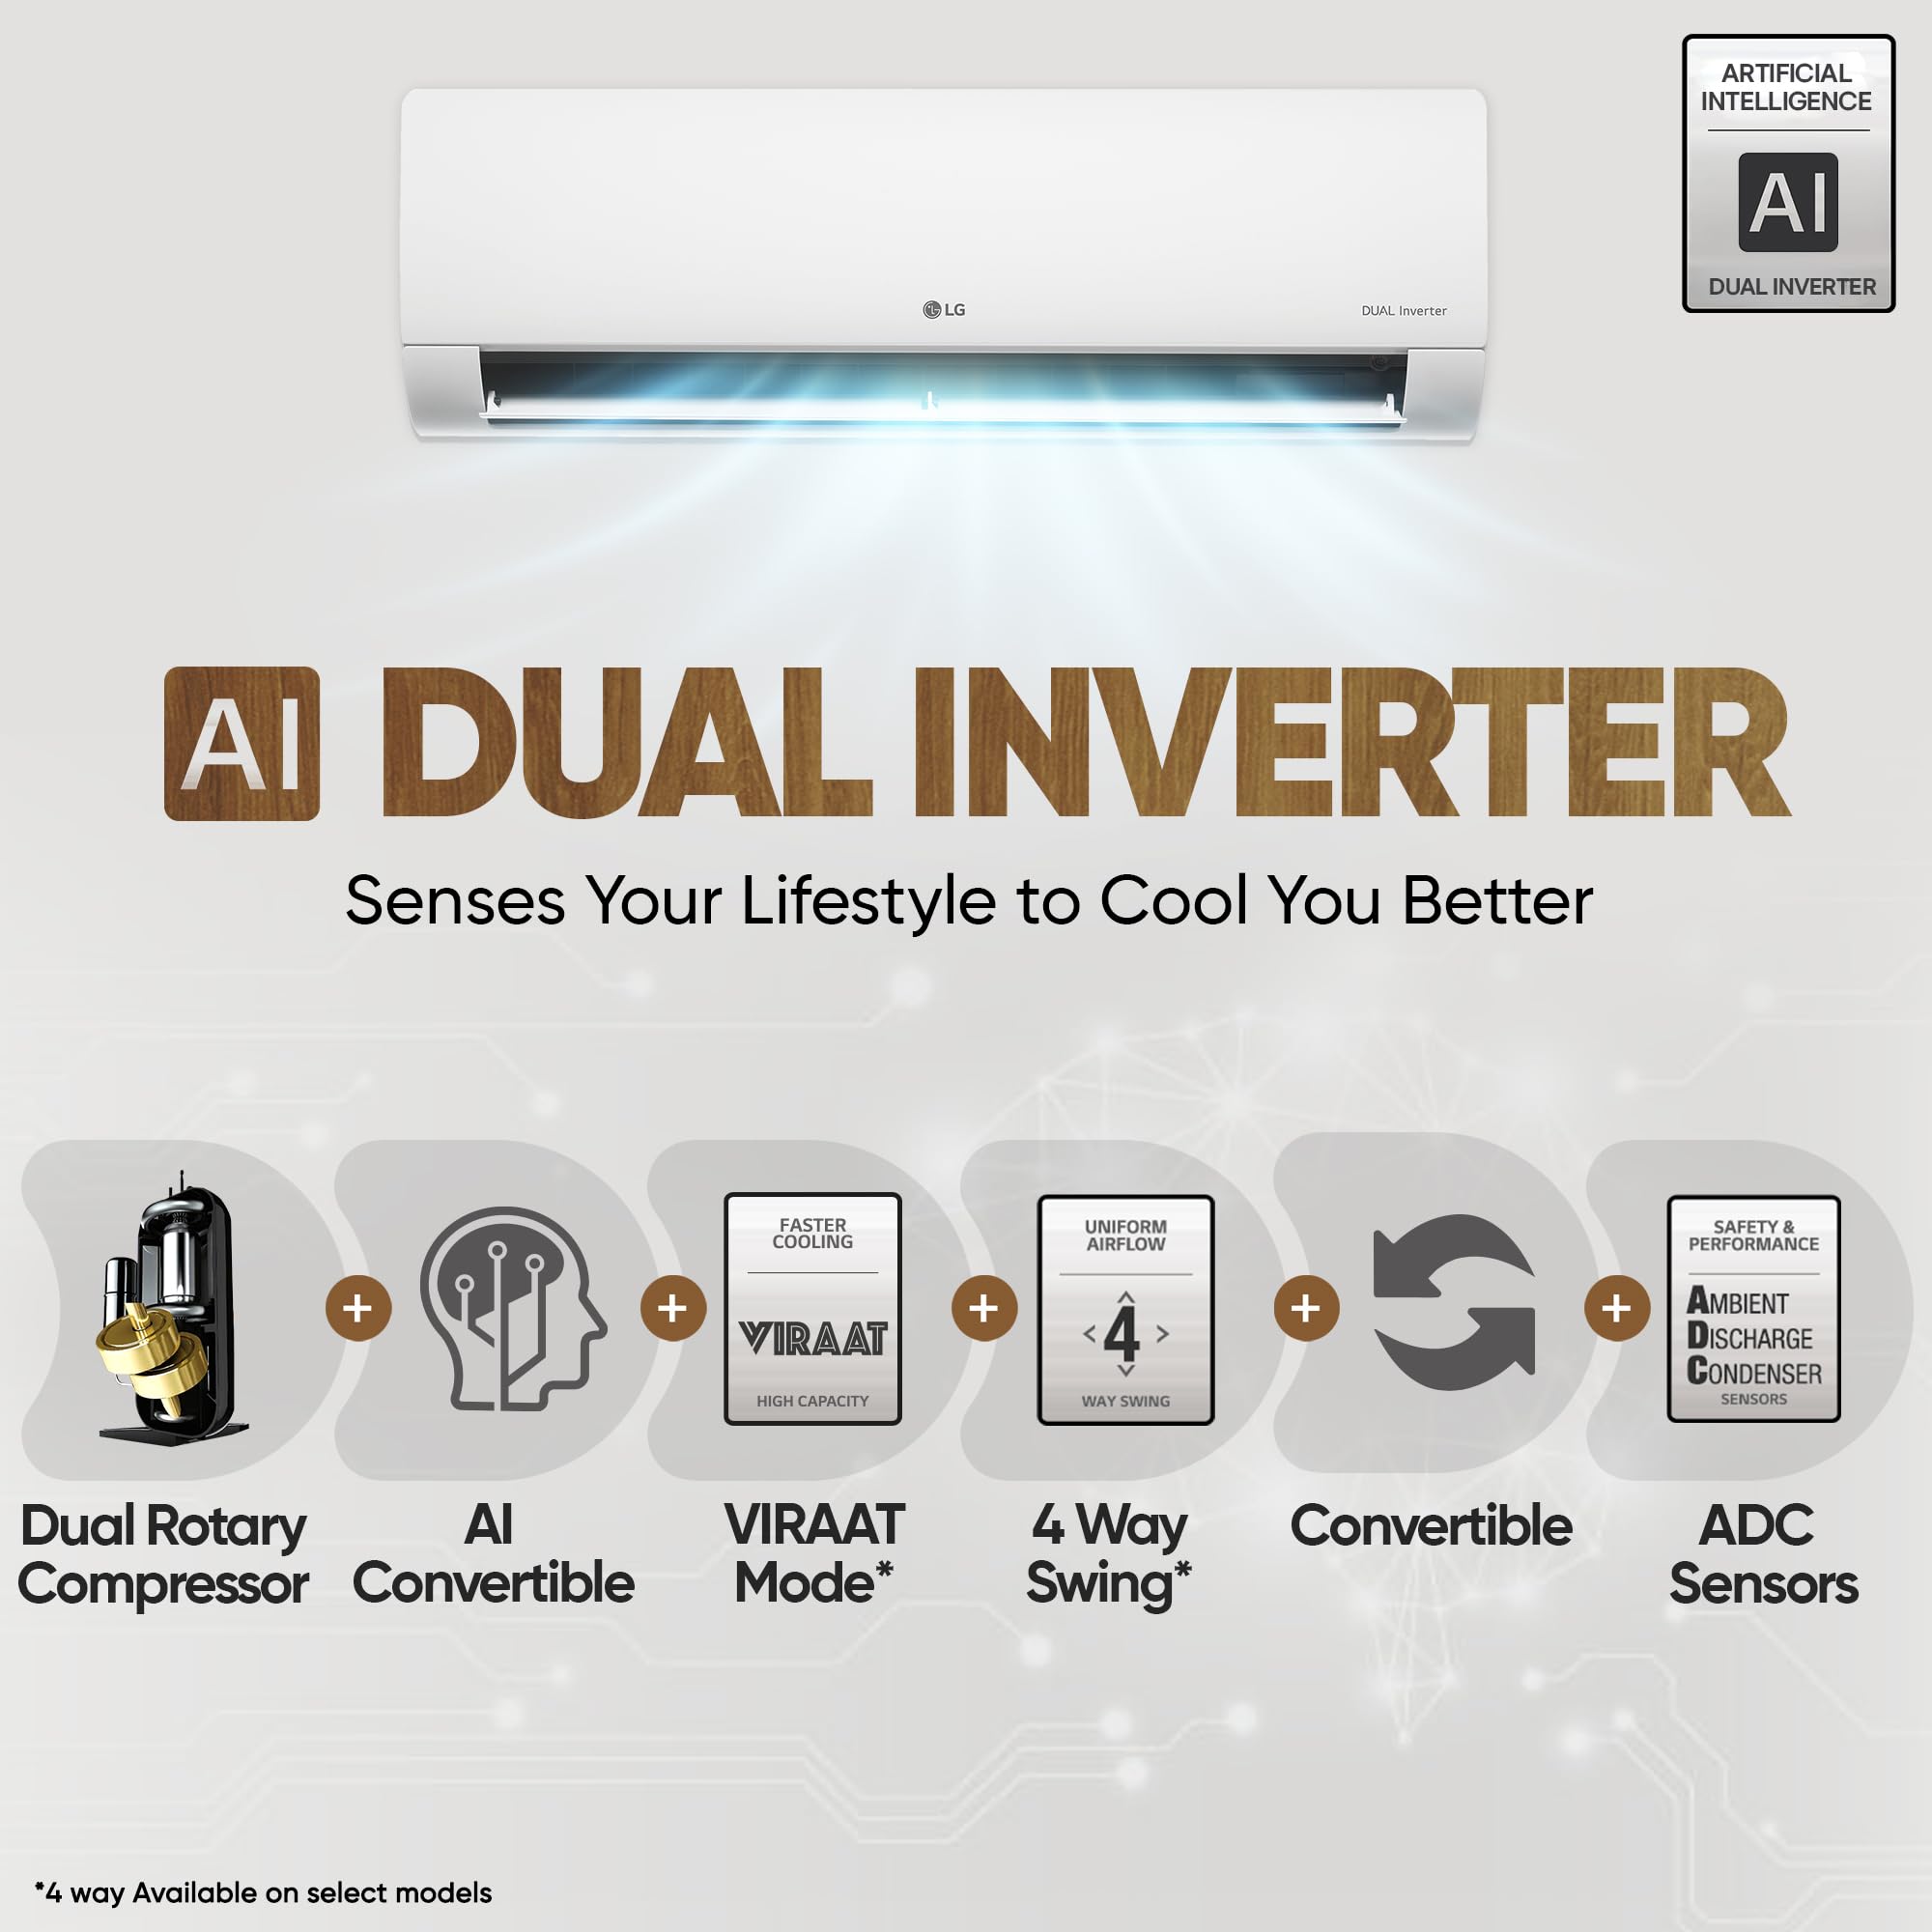 ARTIFICIAL
INTELLIGENCE
AI
DUAL INVERTER
LG
DUAL Inverter
AI DUAL INVERTER
Senses Your Lifestyle to Cool You Better
FASTER
COOLING
VIRAAT
HIGH CAPACITY
UNIFORM
AIRFLOW
4
WAY SWING
SAFETY &
PERFORMANCE
AMBIENT
DISCHARGE
CONDENSER
SENSORS
Dual Rotary
Compressor
AI
Convertible
VIRAAT
Mode*
4 Way
Swing*
Convertible
ADC
Sensors
*4 way Available on select models